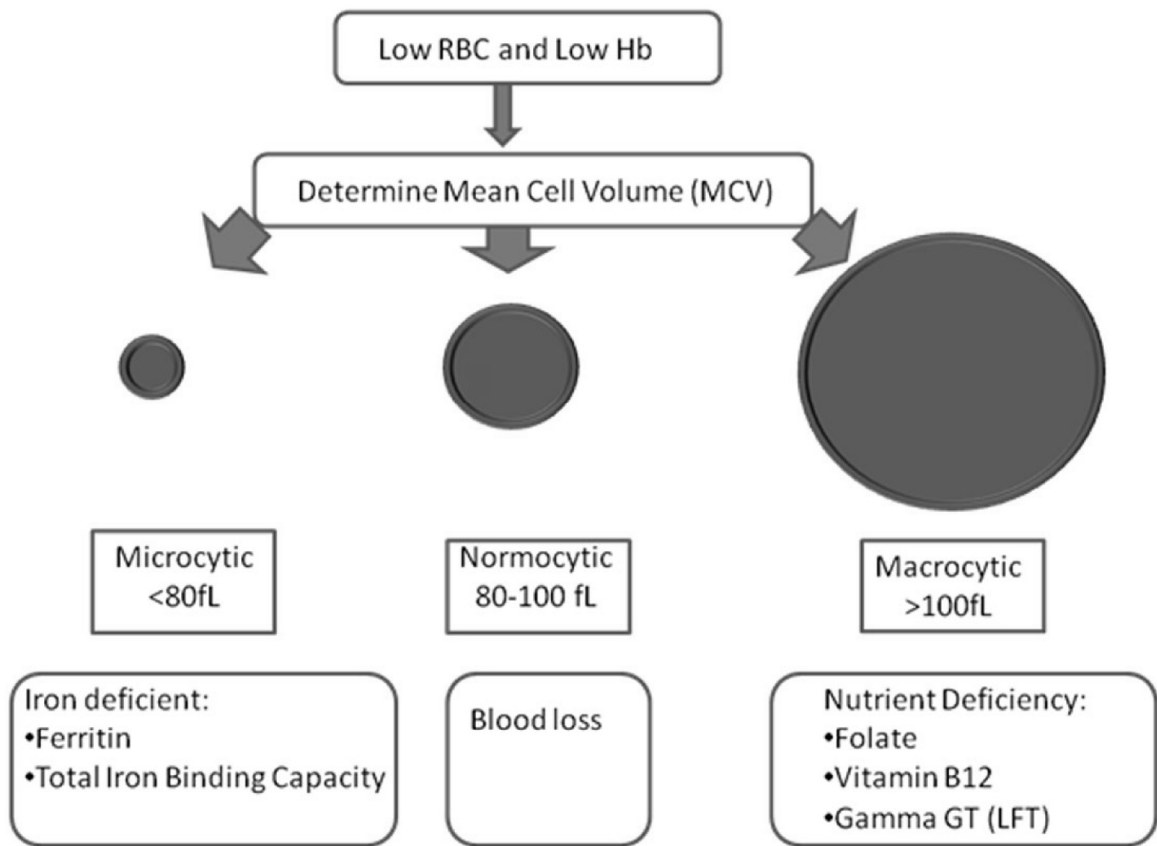 Low RBC and Low Hb
Determine Mean Cell Volume (MCV)
Microcytic
<80fL
Normocytic
80-100 fL
Macrocytic
>100fL
Iron deficient:
•Ferritin
•Total Iron Binding Capacity
Blood loss
Nutrient Deficiency:
•Folate
•Vitamin B12
•Gamma GT (LFT)